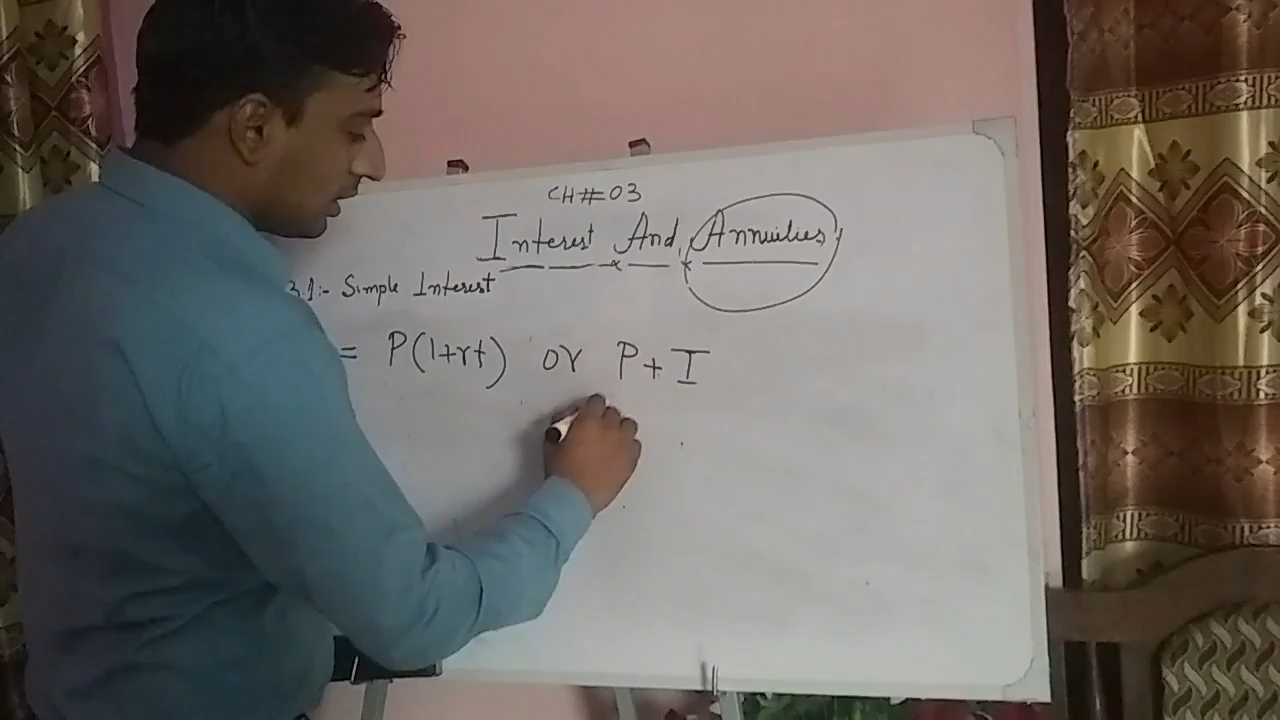 CH#03
Interest And Annuities
3.1:- Simple Interest
= P(1+rt) or P+I